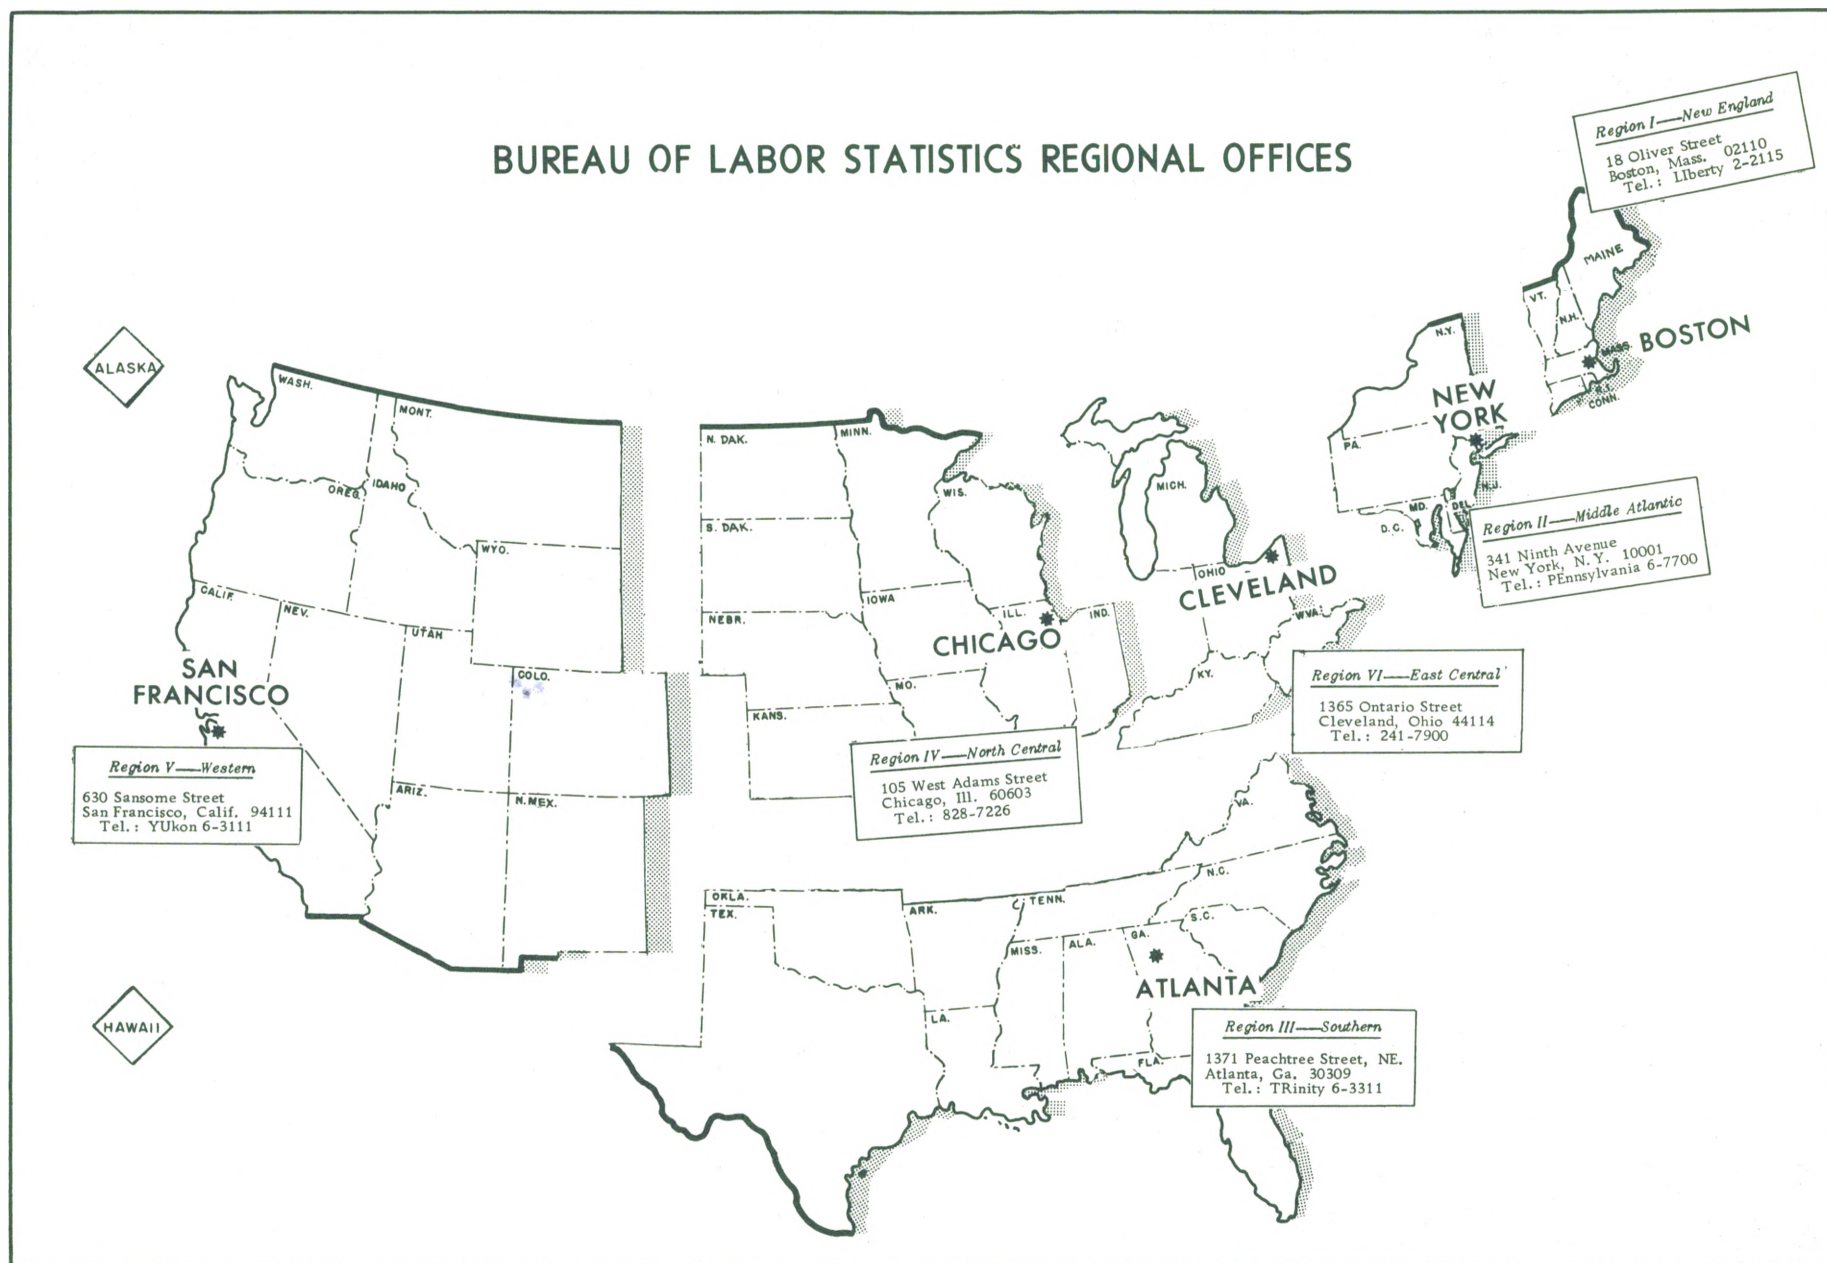 BUREAU OF LABOR STATISTICS REGIONAL OFFICES
Region I—New England
18 Oliver Street
Boston, Mass. 02110
Tel.: LIberty 2-2115
MAINE
VT.
N.H.
MASS.
BOSTON
R.I.
CONN.
N.Y.
NEW
YORK
PA.
N.J.
MD.
DEL.
D.C.
Region II—Middle Atlantic
341 Ninth Avenue
New York, N.Y. 10001
Tel.: PEnnsylvania 6-7700
ALASKA
WASH.
MONT.
OREG.
IDAHO
WYO.
CALIF.
NEV.
UTAH
COLO.
SAN
FRANCISCO
ARIZ.
N.MEX.
Region V—Western
630 Sansome Street
San Francisco, Calif. 94111
Tel.: YUkon 6-3111
HAWAII
N. DAK.
MINN.
WIS.
S. DAK.
IOWA
NEBR.
ILL.
IND.
CHICAGO
MO.
KANS.
Region IV—North Central
105 West Adams Street
Chicago, Ill. 60603
Tel.: 828-7226
MICH.
OHIO
CLEVELAND
W.VA.
KY.
Region VI—East Central
1365 Ontario Street
Cleveland, Ohio 44114
Tel.: 241-7900
VA.
N.C.
OKLA.
TEX.
ARK.
TENN.
S.C.
MISS.
ALA.
GA.
ATLANTA
LA.
FLA.
Region III—Southern
1371 Peachtree Street, NE.
Atlanta, Ga. 30309
Tel.: TRinity 6-3311